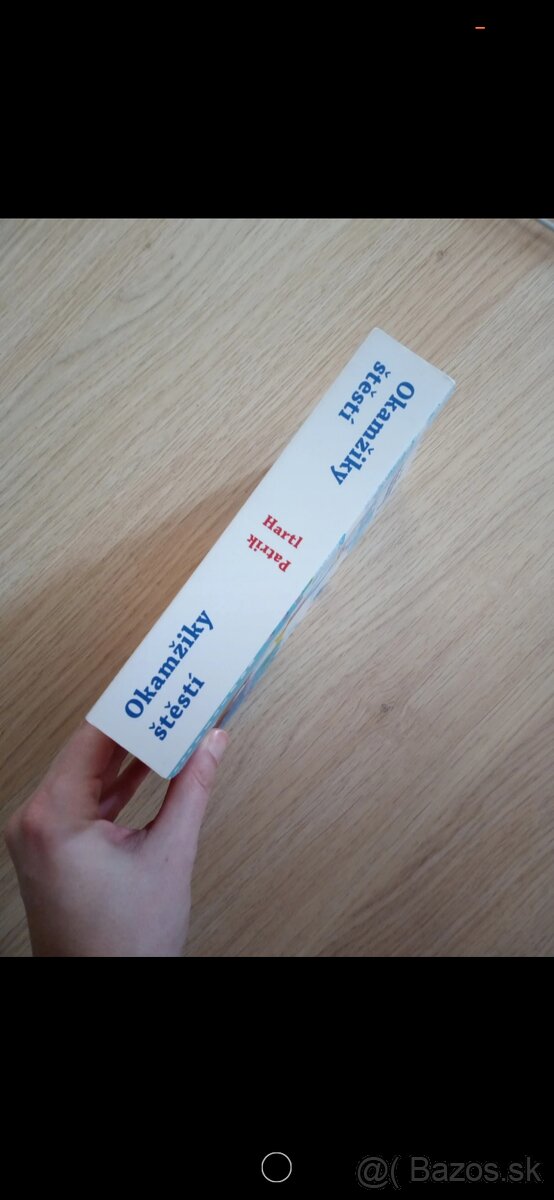 Okamžiky
štěstí
Patrik
Hartl
Okamžiky
štěstí
@( Bazos.sk